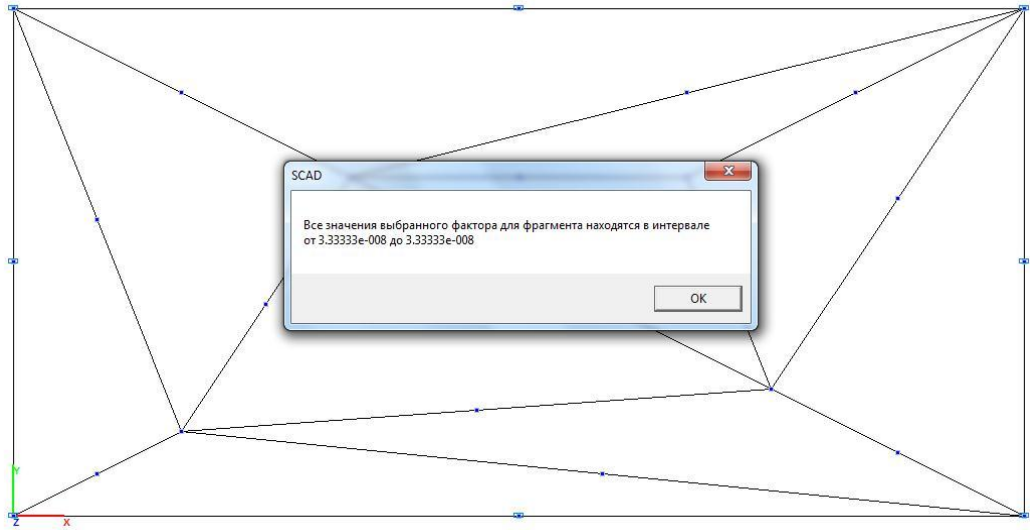 SCAD
Все значения выбранного фактора для фрагмента находятся в интервале
от 3.33333e-008 до 3.33333e-008
OK
Y
Z X